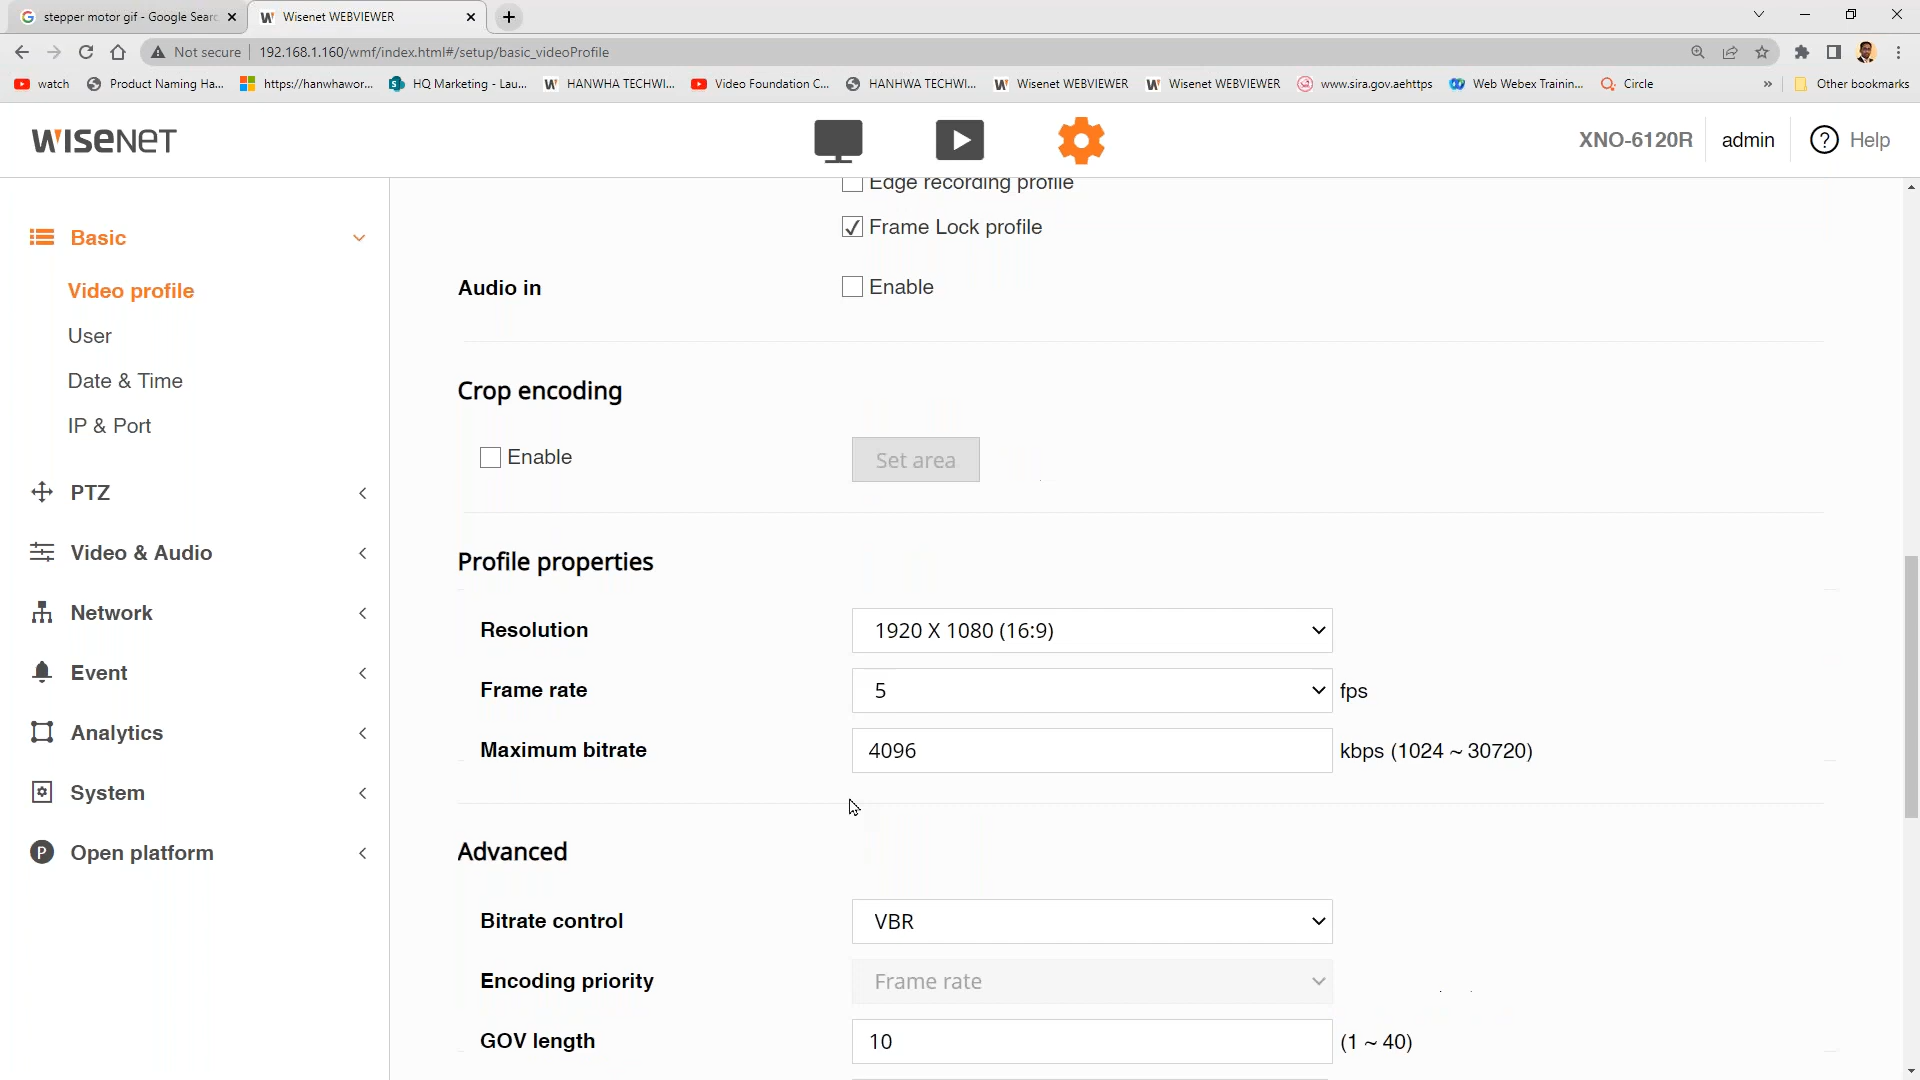 stepper motor gif - Google Searc
Wisenet WEBVIEWER
Not secure 192.168.1.160/wmf/index.html#/setup/basic_videoProfile
watch Product Naming Ha... https://hanwhawor... HQ Marketing - Lau... HANWHA TECHWI... Video Foundation C... HANHWA TECHWI... Wisenet WEBVIEWER Wisenet WEBVIEWER www.sira.gov.aehttps Web Webex Trainin... Circle » Other bookmarks
WISENET
XNO-6120R admin ? Help
Basic
Video profile
User
Date & Time
IP & Port
PTZ
Video & Audio
Network
Event
Analytics
System
Open platform
Edge recording profile
Frame Lock profile
Audio in Enable
Crop encoding
Enable Set area
Profile properties
Resolution 1920 X 1080 (16:9)
Frame rate 5 fps
Maximum bitrate 4096 kbps (1024 ~ 30720)
Advanced
Bitrate control VBR
Encoding priority Frame rate
GOV length 10 (1 ~ 40)